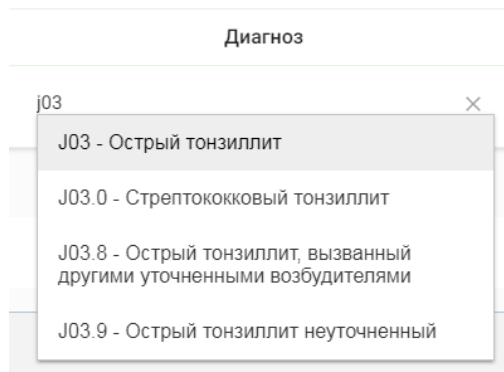 Диагноз
j03
J03 - Острый тонзиллит
J03.0 - Стрептококковый тонзиллит
J03.8 - Острый тонзиллит, вызванный
другими уточненными возбудителями
J03.9 - Острый тонзиллит неуточненный